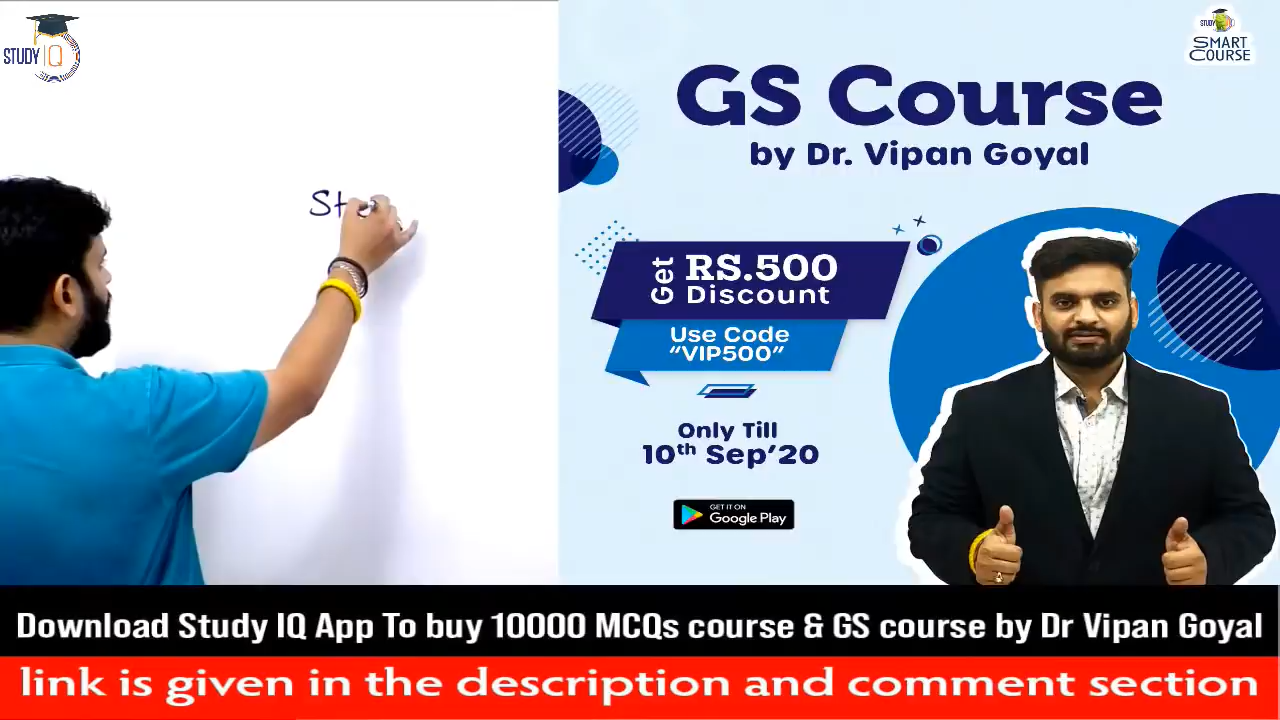 STUDY IQ
St
STUDY IQ
SMART
COURSE
GS Course
by Dr. Vipan Goyal
Get RS.500
Discount
Use Code
“VIP500”
Only Till
10th Sep’20
GET IT ON
Google Play
Download Study IQ App To buy 10000 MCQs course & GS course by Dr Vipan Goyal
link is given in the description and comment section